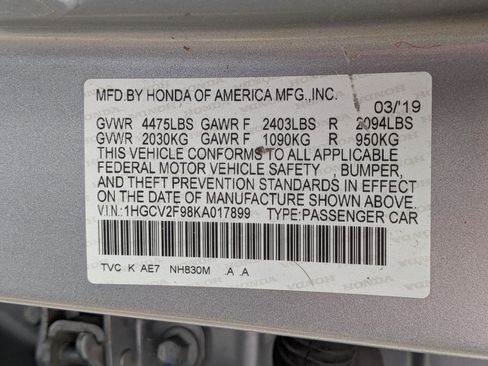 MFD.BY HONDA OF AMERICA MFG.,INC.
03/'19
GVWR 4475LBS GAWR F 2403LBS R 2094LBS
GVWR 2030KG GAWR F 1090KG R 950KG
THIS VEHICLE CONFORMS TO ALL APPLICABLE
FEDERAL MOTOR VEHICLE SAFETY BUMPER,
AND THEFT PREVENTION STANDARDS IN EFFECT
ON THE DATE OF MANUFACTURE SHOWN ABOVE.
V.I.N.:1HGCV2F98KA017899 TYPE:PASSENGER CAR
TVC K AE7 NH830M .A .A